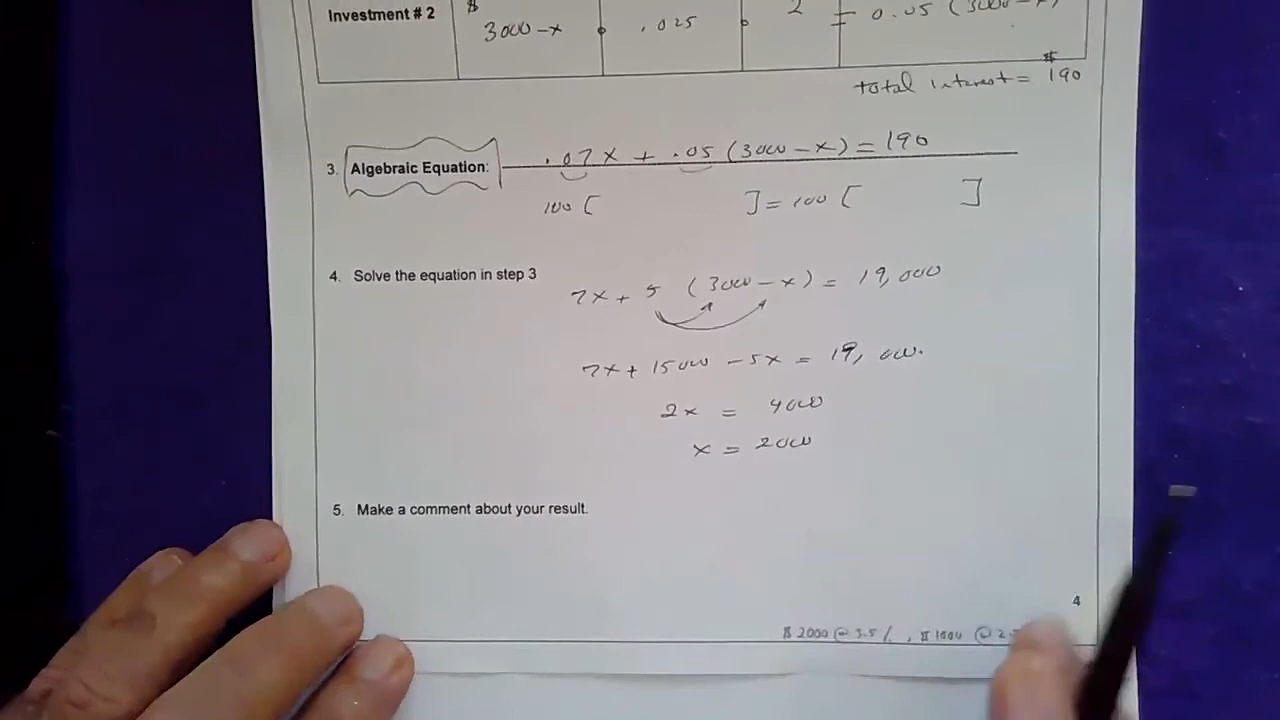 Investment # 2 $ 3000-x .025 2 = 0.05 (3000-x)
total interest = $190
3. Algebraic Equation: .07x + .05 (3000-x) = 190
100 [ ] = 100 [ ]
4. Solve the equation in step 3
7x + 5 (3000-x) = 19,000
7x + 15000 -5x = 19,000.
2x = 4000
x = 2000
5. Make a comment about your result.
4
$ 2000 @ 3.5% , $ 1000 @ 2.